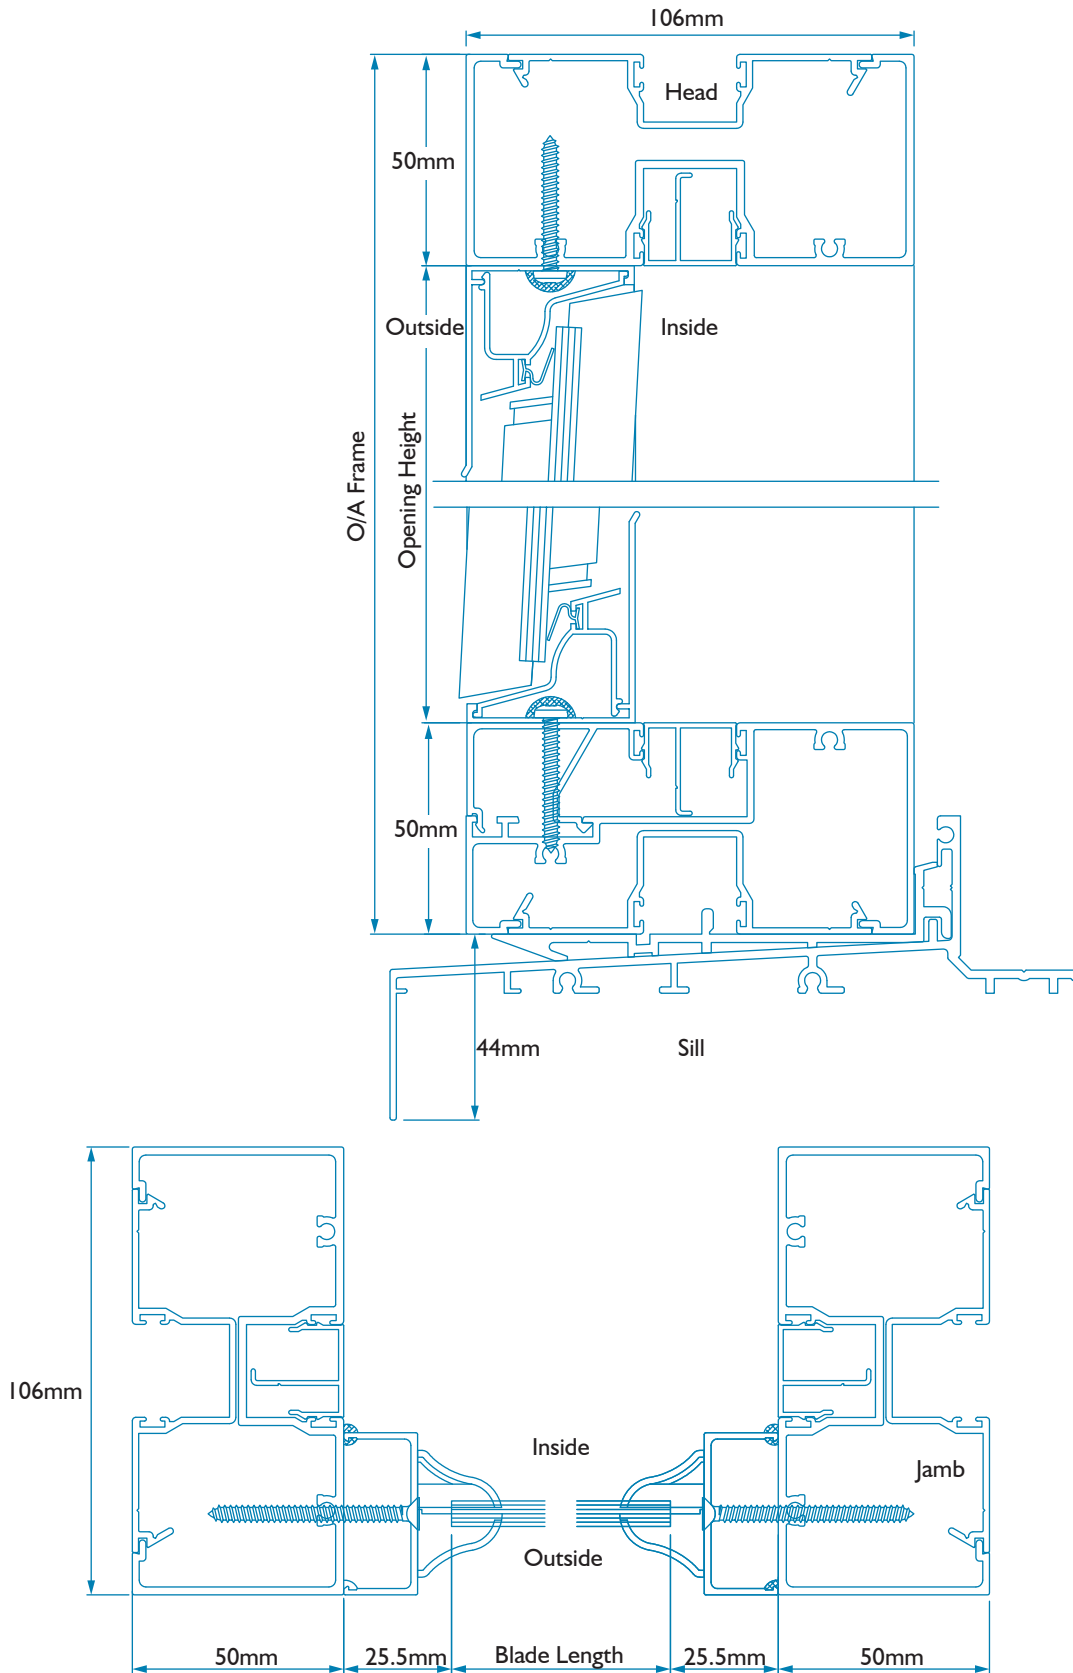 106mm
Head
50mm
Outside
Inside
O/A Frame
Opening Height
50mm
44mm
Sill
106mm
Inside
Jamb
Outside
50mm
25.5mm
Blade Length
25.5mm
50mm